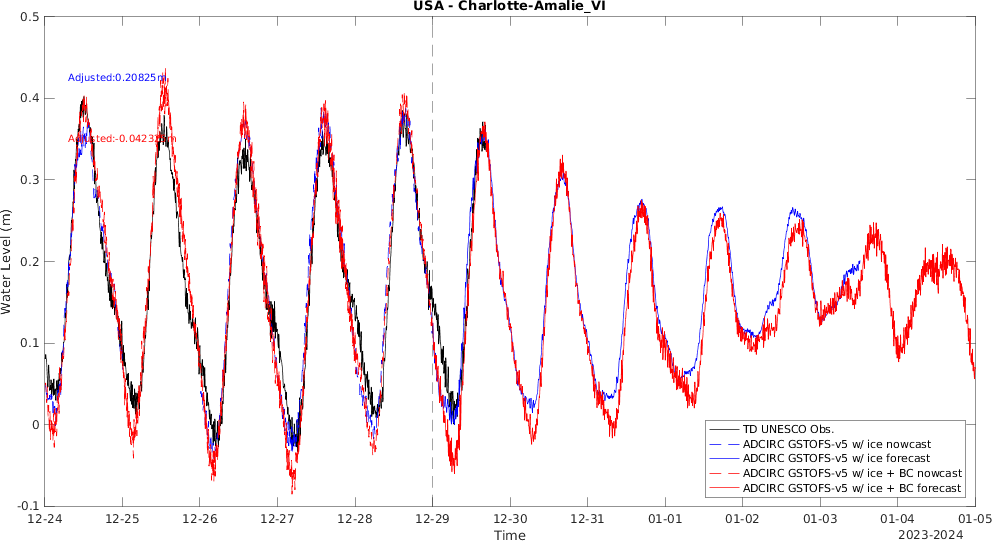 USA - Charlotte-Amalie_VI
0.5
0.4
0.3
0.2
0.1
0
-0.1
Water Level (m)
Adjusted:0.20825m
TD UNESCO Obs.
ADCIRC GSTOFS-v5 w/ ice nowcast
ADCIRC GSTOFS-v5 w/ ice forecast
ADCIRC GSTOFS-v5 w/ ice + BC nowcast
ADCIRC GSTOFS-v5 w/ ice + BC forecast
12-24 12-25 12-26 12-27 12-28 12-29 12-30 12-31 01-01 01-02 01-03 01-04 01-05
Time
2023-2024